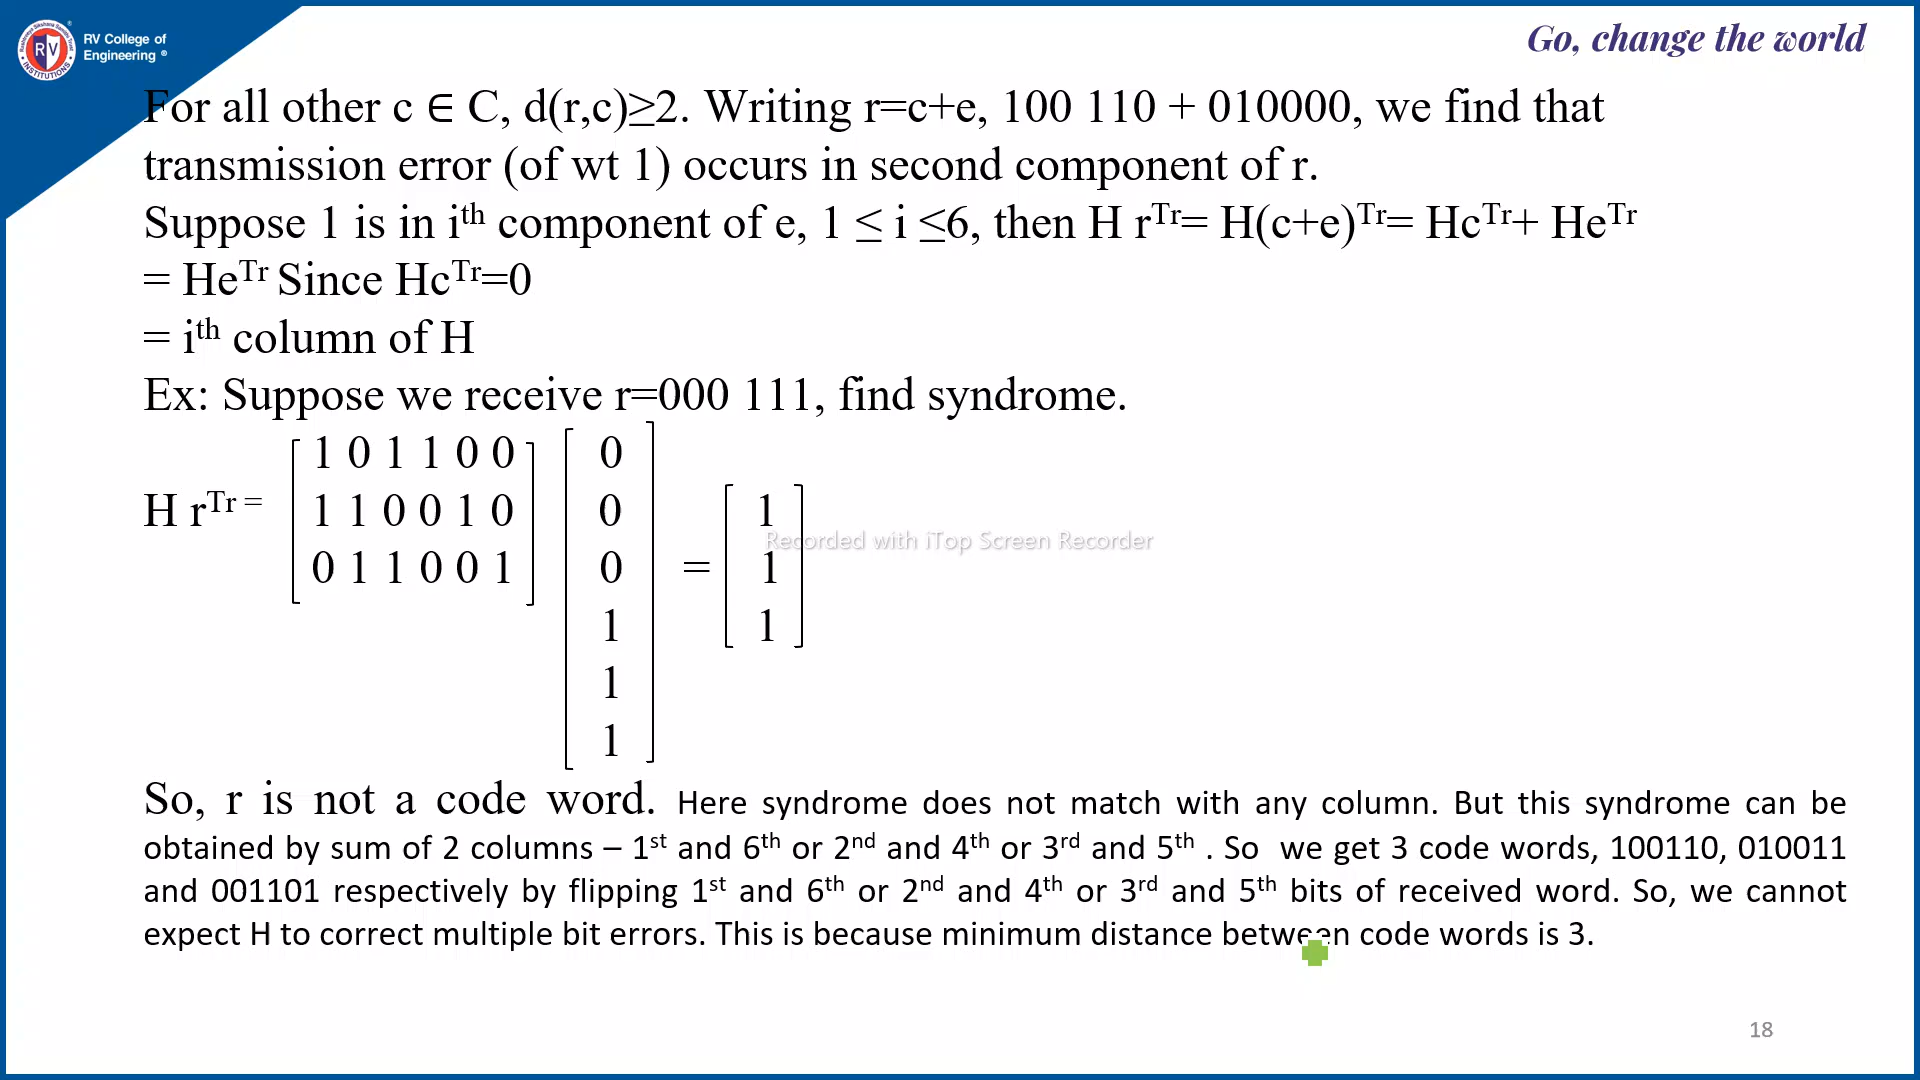 RV College of
Engineering ®
Go, change the world
For all other c ∈ C, d(r,c)≥2. Writing r=c+e, 100 110 + 010000, we find that
transmission error (of wt 1) occurs in second component of r.
Suppose 1 is in iᵗʰ component of e, 1 ≤ i ≤6, then H rᵀʳ= H(c+e)ᵀʳ= Hcᵀʳ+ Heᵀʳ
= Heᵀʳ Since Hcᵀʳ=0
= iᵗʰ column of H
Ex: Suppose we receive r=000 111, find syndrome.
1 0 1 1 0 0 0
H rᵀʳ = 1 1 0 0 1 0 0 1
Recorded with iTop Screen Recorder
0 1 1 0 0 1 0 = 1
1 1
1
1
So, r is not a code word. Here syndrome does not match with any column. But this syndrome can be
obtained by sum of 2 columns – 1ˢᵗ and 6ᵗʰ or 2ⁿᵈ and 4ᵗʰ or 3ʳᵈ and 5ᵗʰ . So we get 3 code words, 100110, 010011
and 001101 respectively by flipping 1ˢᵗ and 6ᵗʰ or 2ⁿᵈ and 4ᵗʰ or 3ʳᵈ and 5ᵗʰ bits of received word. So, we cannot
expect H to correct multiple bit errors. This is because minimum distance between code words is 3.
18